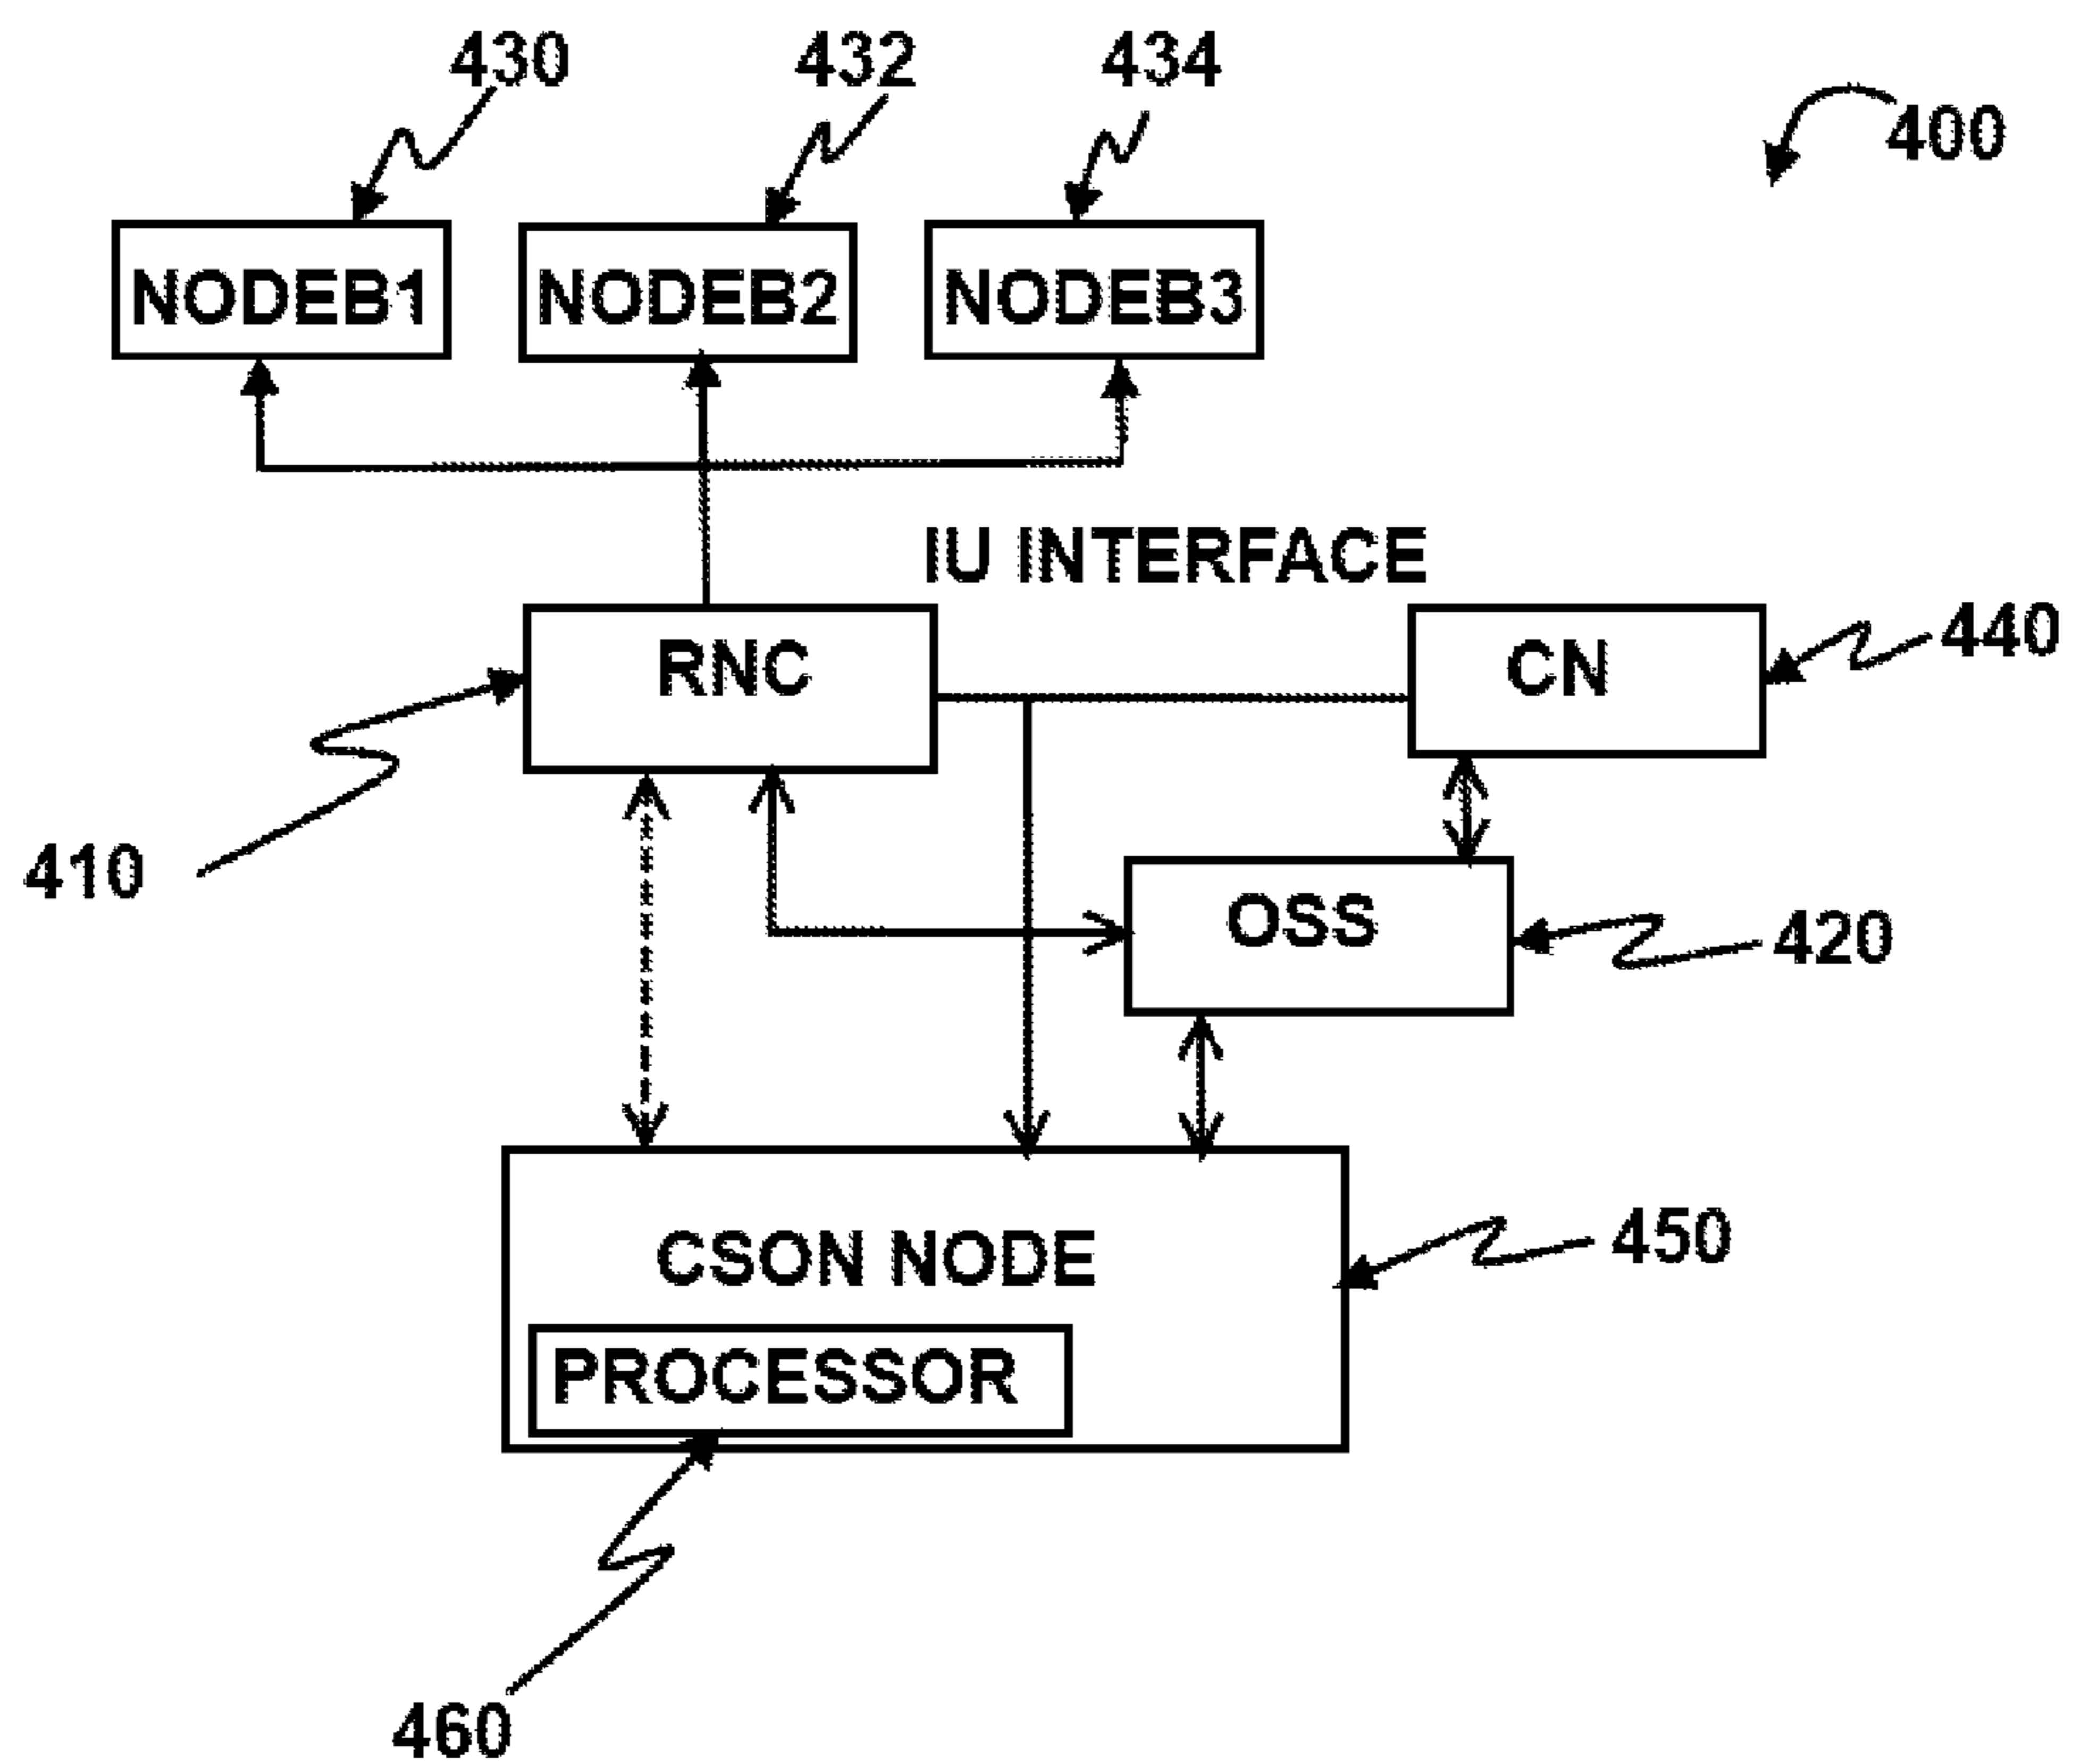 430
432
434
400
NODEB1
NODEB2
NODEB3
IU INTERFACE
RNC
CN
440
410
OSS
420
CSON NODE
450
PROCESSOR
460